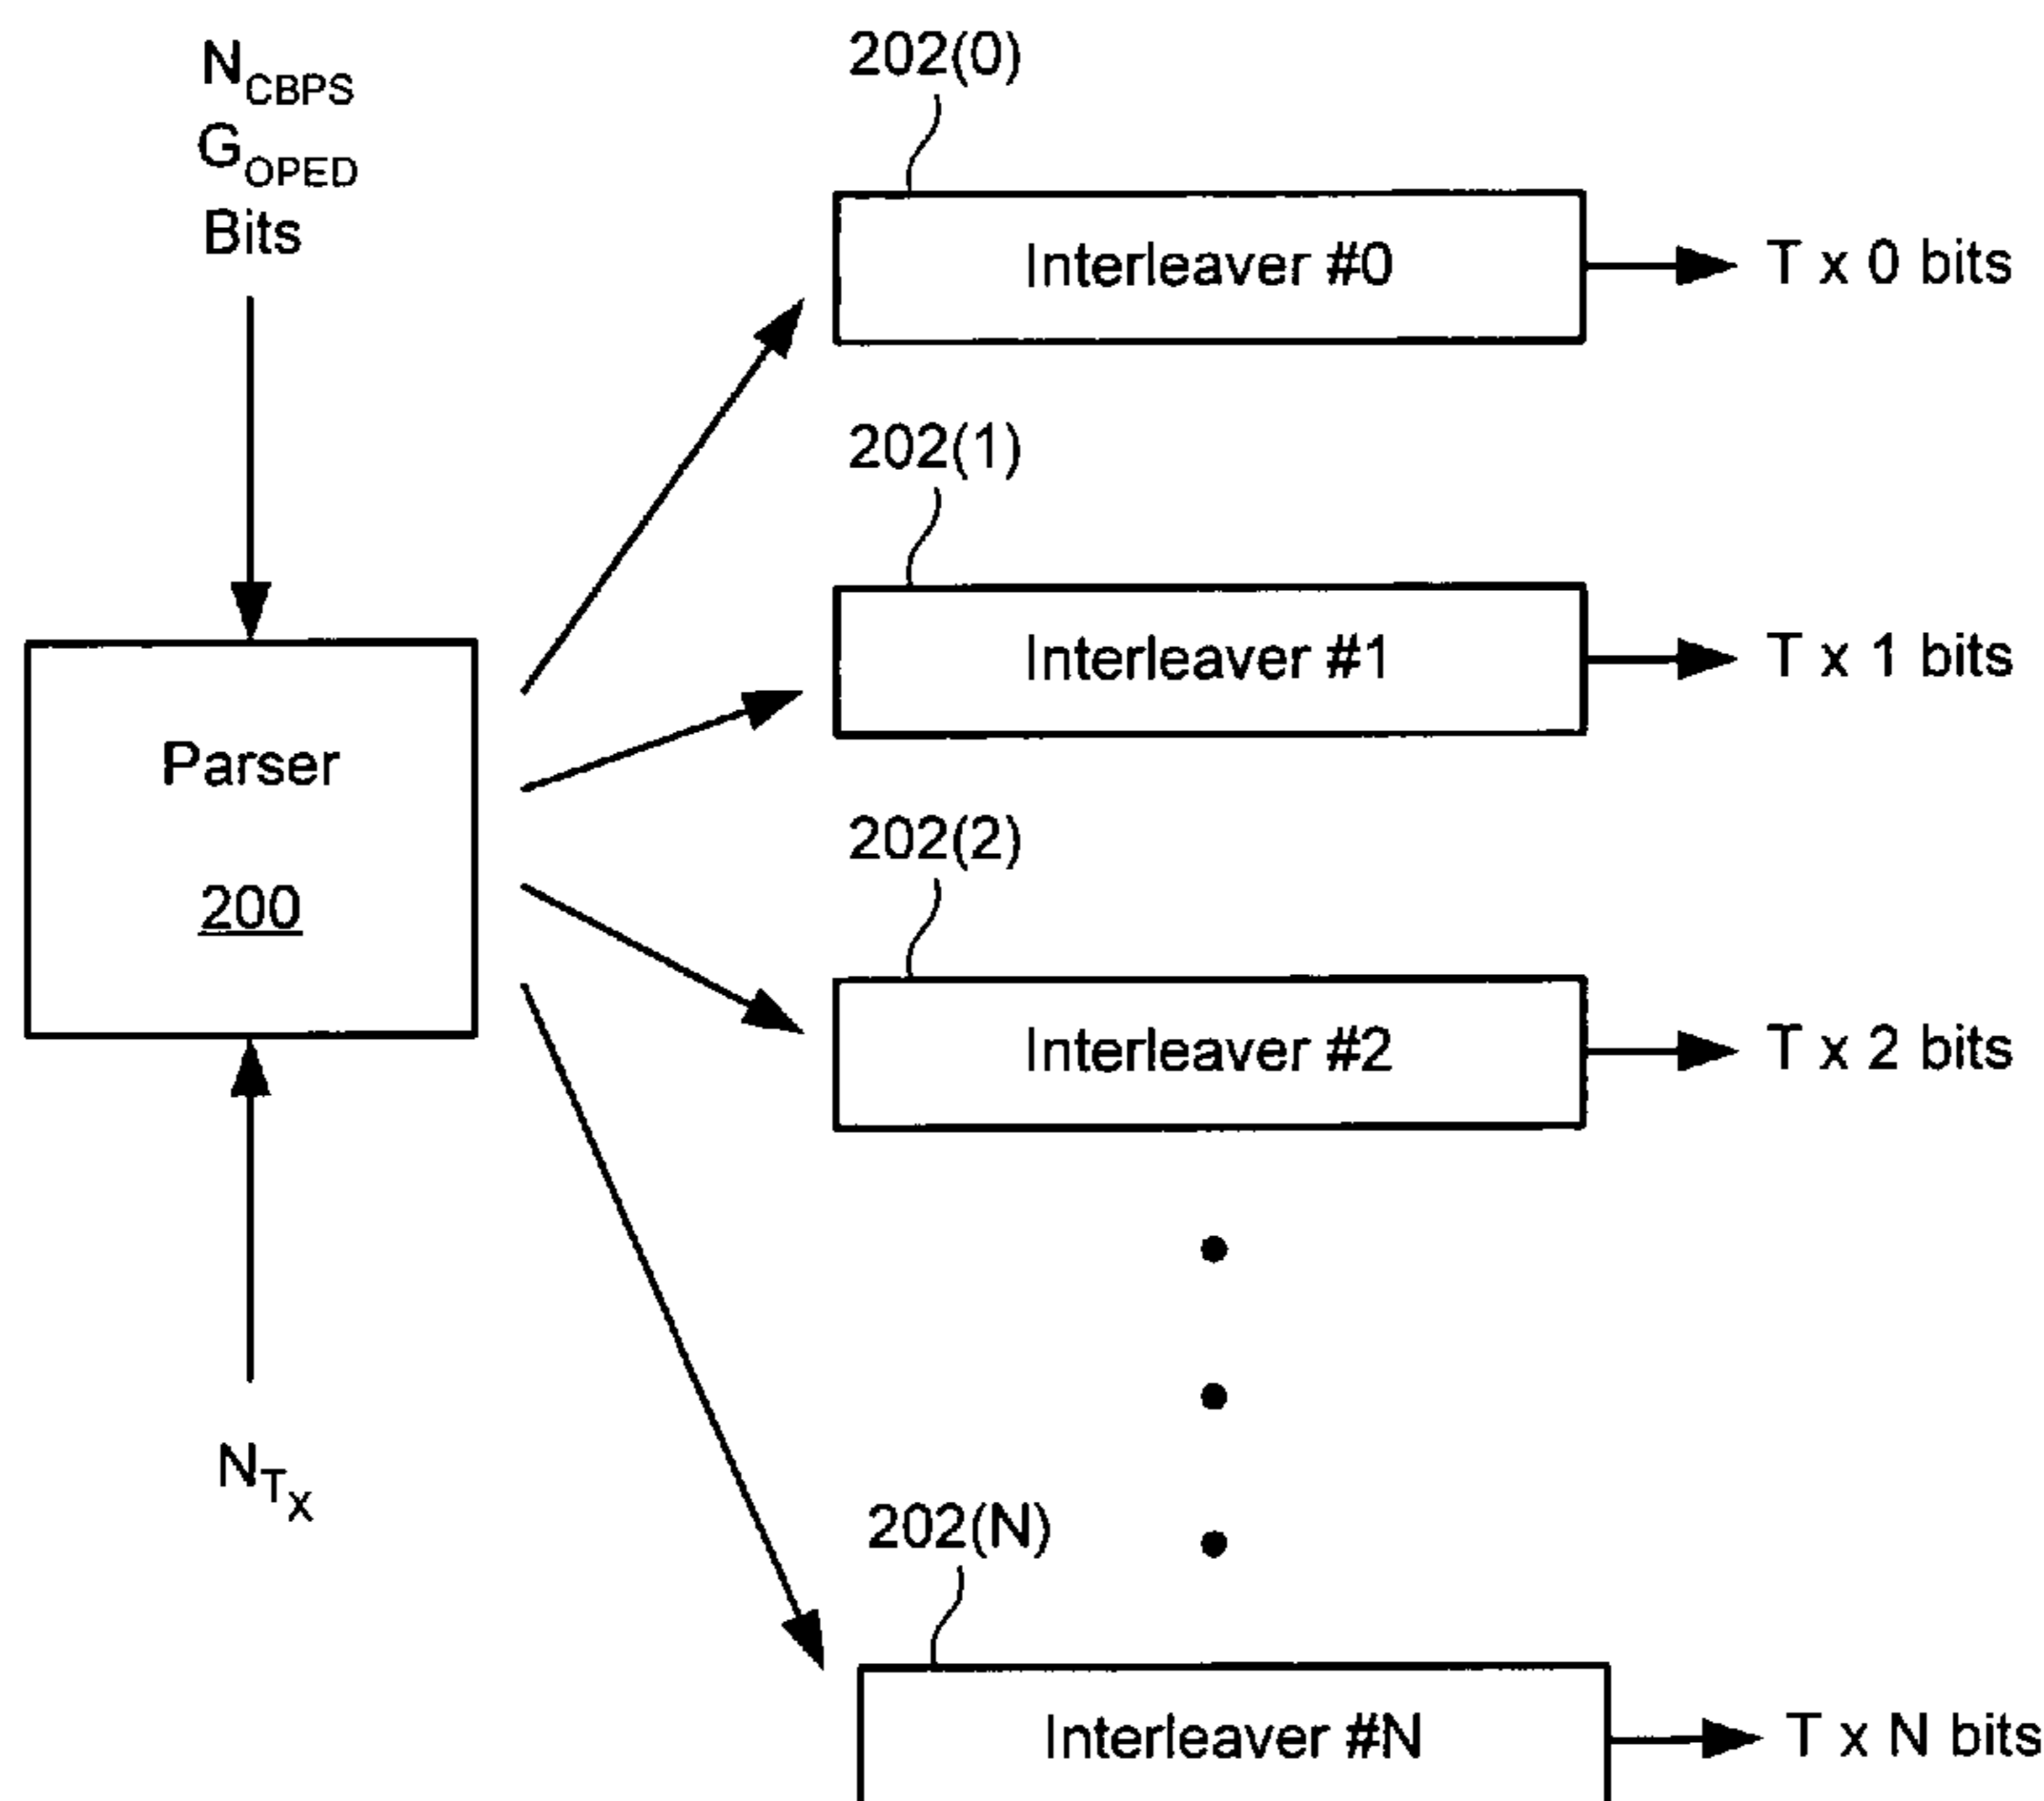 N_CBPS
G_OPED
Bits
Parser
200
N_T_X
202(0)
Interleaver #0
T x 0 bits
202(1)
Interleaver #1
T x 1 bits
202(2)
Interleaver #2
T x 2 bits
202(N)
Interleaver #N
T x N bits